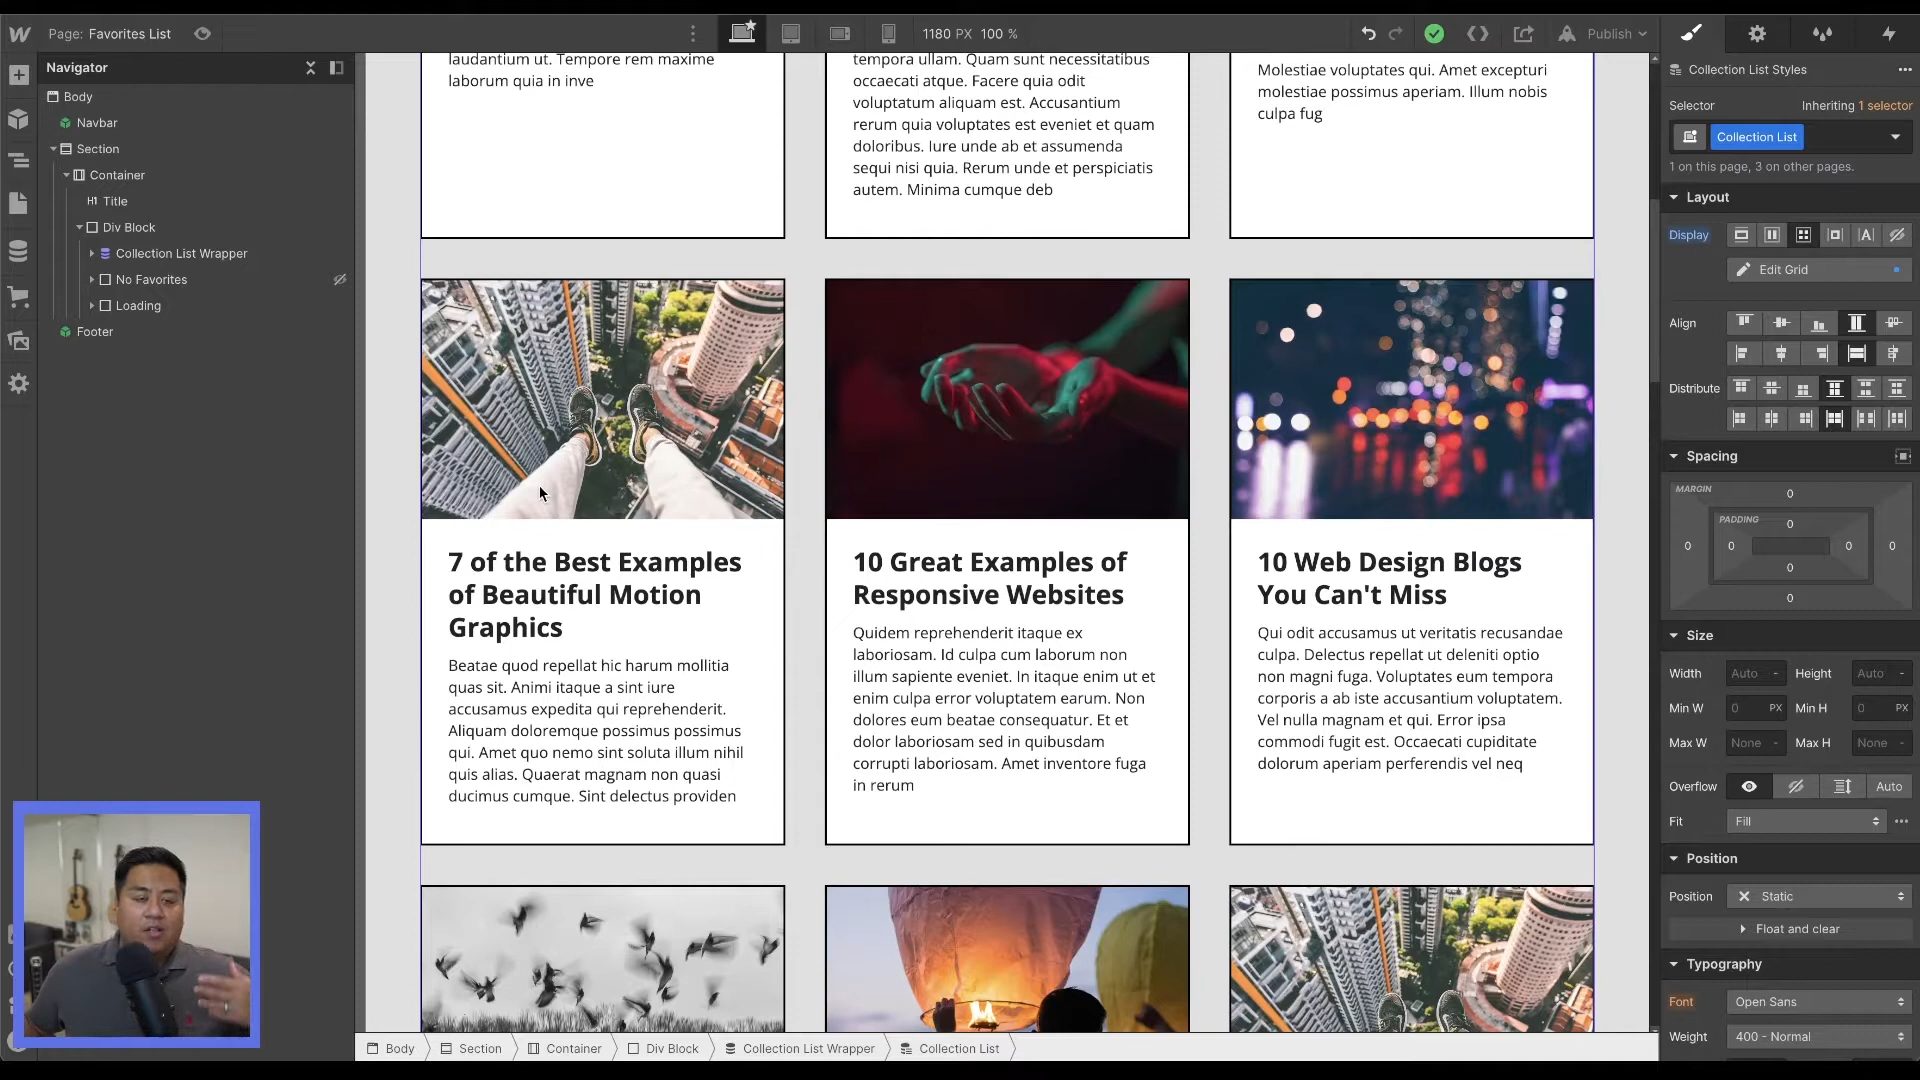 Page: Favorites List
1180 PX 100 %
Publish
Navigator
Body
Navbar
Section
Container
H1 Title
Div Block
Collection List Wrapper
No Favorites
Loading
Footer
laudantium ut. Tempore rem maxime
laborum quia in inve
tempora ullam. Quam sunt necessitatibus
occaecati atque. Facere quia odit
voluptatum aliquam est. Accusantium
rerum quia voluptates est eveniet et quam
doloribus. Iure unde ab et assumenda
sequi nisi quia. Rerum unde et perspiciatis
autem. Minima cumque deb
Molestiae voluptates qui. Amet excepturi
molestiae possimus aperiam. Illum nobis
culpa fug
7 of the Best Examples
of Beautiful Motion
Graphics
Beatae quod repellat hic harum mollitia
quas sit. Animi itaque a sint iure
accusamus expedita qui reprehenderit.
Aliquam doloremque possimus possimus
qui. Amet quo nemo sint soluta illum nihil
quis alias. Quaerat magnam non quasi
ducimus cumque. Sint delectus providen
10 Great Examples of
Responsive Websites
Quidem reprehenderit itaque ex
laboriosam. Id culpa cum laborum non
illum sapiente eveniet. In itaque enim ut et
enim culpa error voluptatem earum. Non
dolores eum beatae consequatur. Et et
dolor laboriosam sed in quibusdam
corrupti laboriosam. Amet inventore fuga
in rerum
10 Web Design Blogs
You Can't Miss
Qui odit accusamus ut veritatis recusandae
culpa. Delectus repellat ut deleniti optio
non magni fuga. Voluptates eum tempora
corporis a ab iste accusantium voluptatem.
Vel nulla magnam et qui. Error ipsa
commodi fugit est. Occaecati cupiditate
dolorum aperiam perferendis vel neq
Body Section Container Div Block Collection List Wrapper Collection List
Collection List Styles
Selector Inheriting 1 selector
Collection List
1 on this page, 3 on other pages.
Layout
Display
Edit Grid
Align
Distribute
Spacing
MARGIN
0
PADDING
0
0 0 0 0
0
0
Size
Width Auto - Height Auto -
Min W 0 PX Min H 0 PX
Max W None - Max H None -
Overflow Auto
Fit Fill
Position
Position Static
Float and clear
Typography
Font Open Sans
Weight 400 - Normal